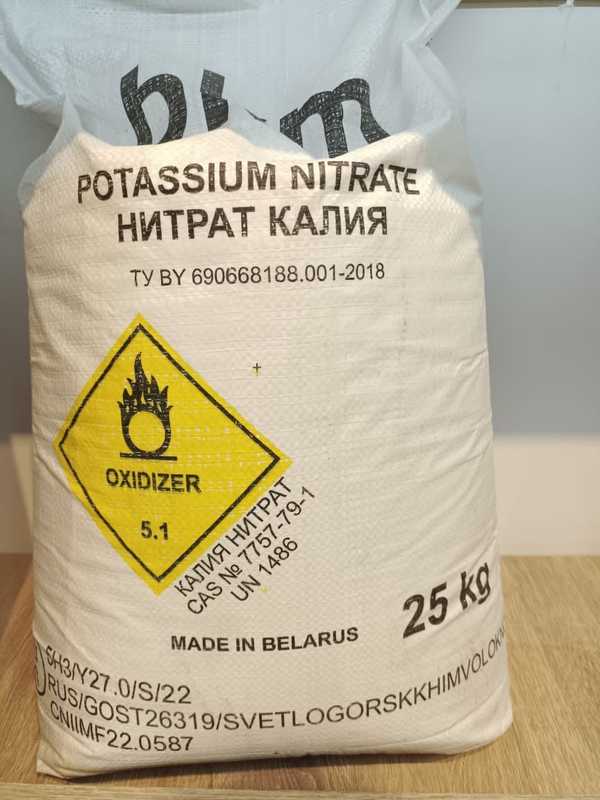 POTASSIUM NITRATE
НИТРАТ КАЛИЯ
ТУ BY 690668188.001-2018
OXIDIZER
5.1
КАЛИЯ НИТРАТ
CAS № 7757-79-1
UN 1486
25 kg
MADE IN BELARUS
5H3/Y27.0/S/22
RUS/GOST26319/SVETLOGORSKKHIMVOLOKN
CNIIMF22.0587